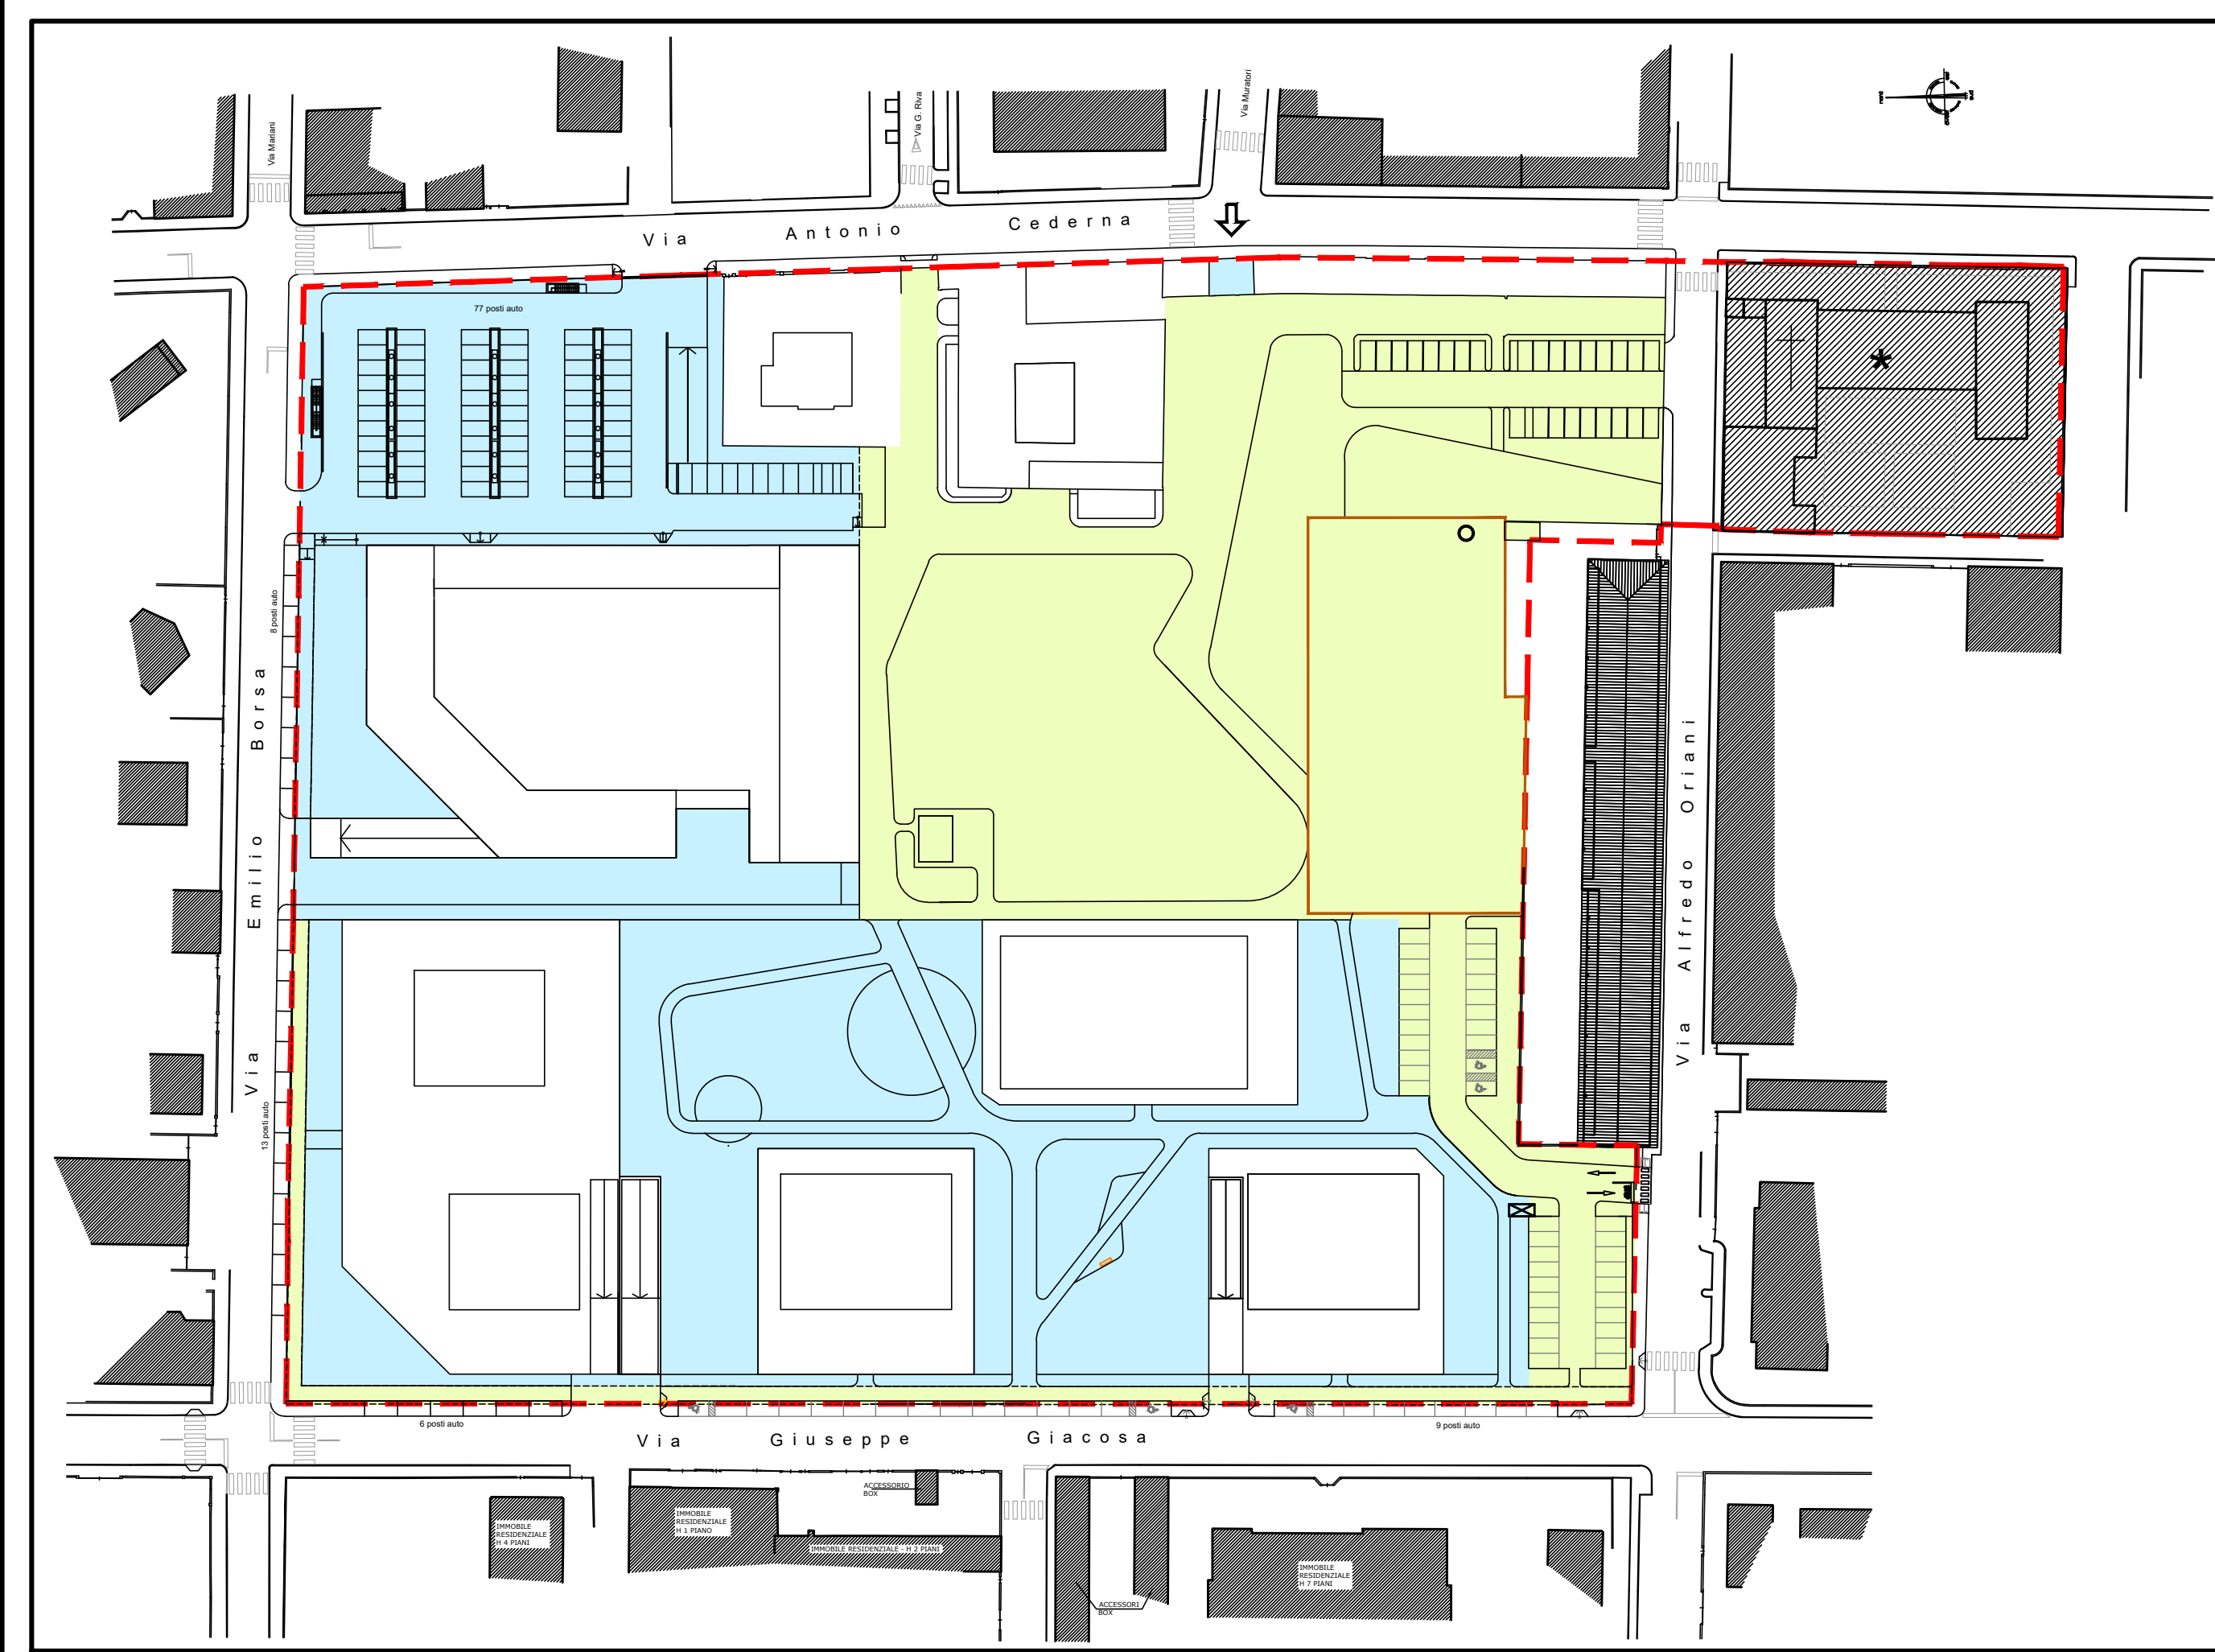 Via Mariani
Via G. Riva
Via Muratori
nord
sud
Via Antonio Cederna
77 posti auto
*
8 posti auto
Via Emilio Borsa
Via Alfredo Oriani
13 posti auto
6 posti auto
9 posti auto
Via Giuseppe Giacosa
ACCESSORIO
BOX
IMMOBILE
RESIDENZIALE
H 4 PIANI
IMMOBILE
RESIDENZIALE
H 1 PIANO
IMMOBILE RESIDENZIALE - H 2 PIANI
IMMOBILE
RESIDENZIALE
H 7 PIANI
ACCESSORI
BOX